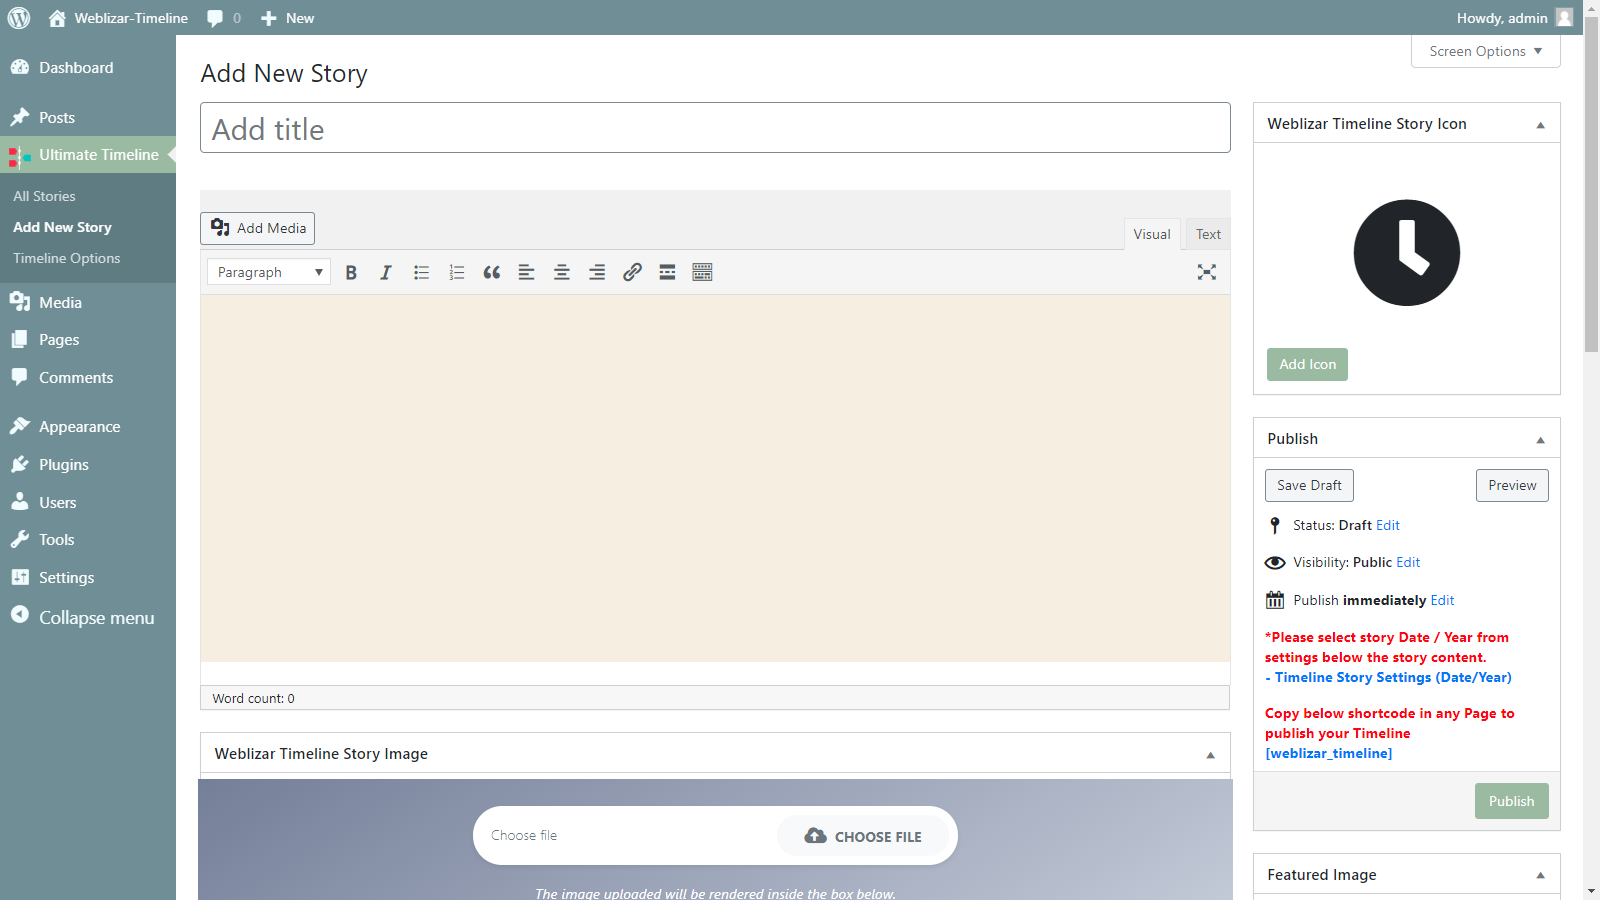 Weblizar-Timeline
0
New
Howdy, admin
Screen Options
Dashboard
Posts
Ultimate Timeline
All Stories
Add New Story
Timeline Options
Media
Pages
Comments
Appearance
Plugins
Users
Tools
Settings
Collapse menu
Add New Story
Add title
Add Media
Visual
Text
Paragraph
Word count: 0
Weblizar Timeline Story Image
Choose file
CHOOSE FILE
The image uploaded will be rendered inside the box below.
Weblizar Timeline Story Icon
Add Icon
Publish
Save Draft
Preview
Status: Draft Edit
Visibility: Public Edit
Publish immediately Edit
*Please select story Date / Year from
settings below the story content.
- Timeline Story Settings (Date/Year)
Copy below shortcode in any Page to
publish your Timeline
[weblizar_timeline]
Publish
Featured Image